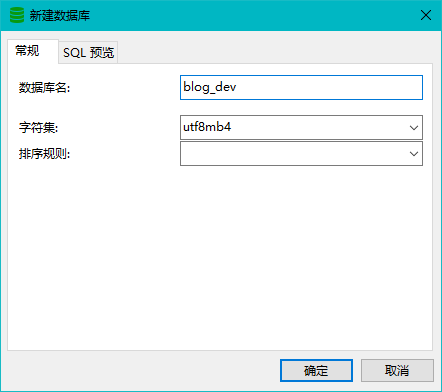 新建数据库
常规
SQL 预览
数据库名:
blog_dev
字符集:
utf8mb4
排序规则:
确定
取消